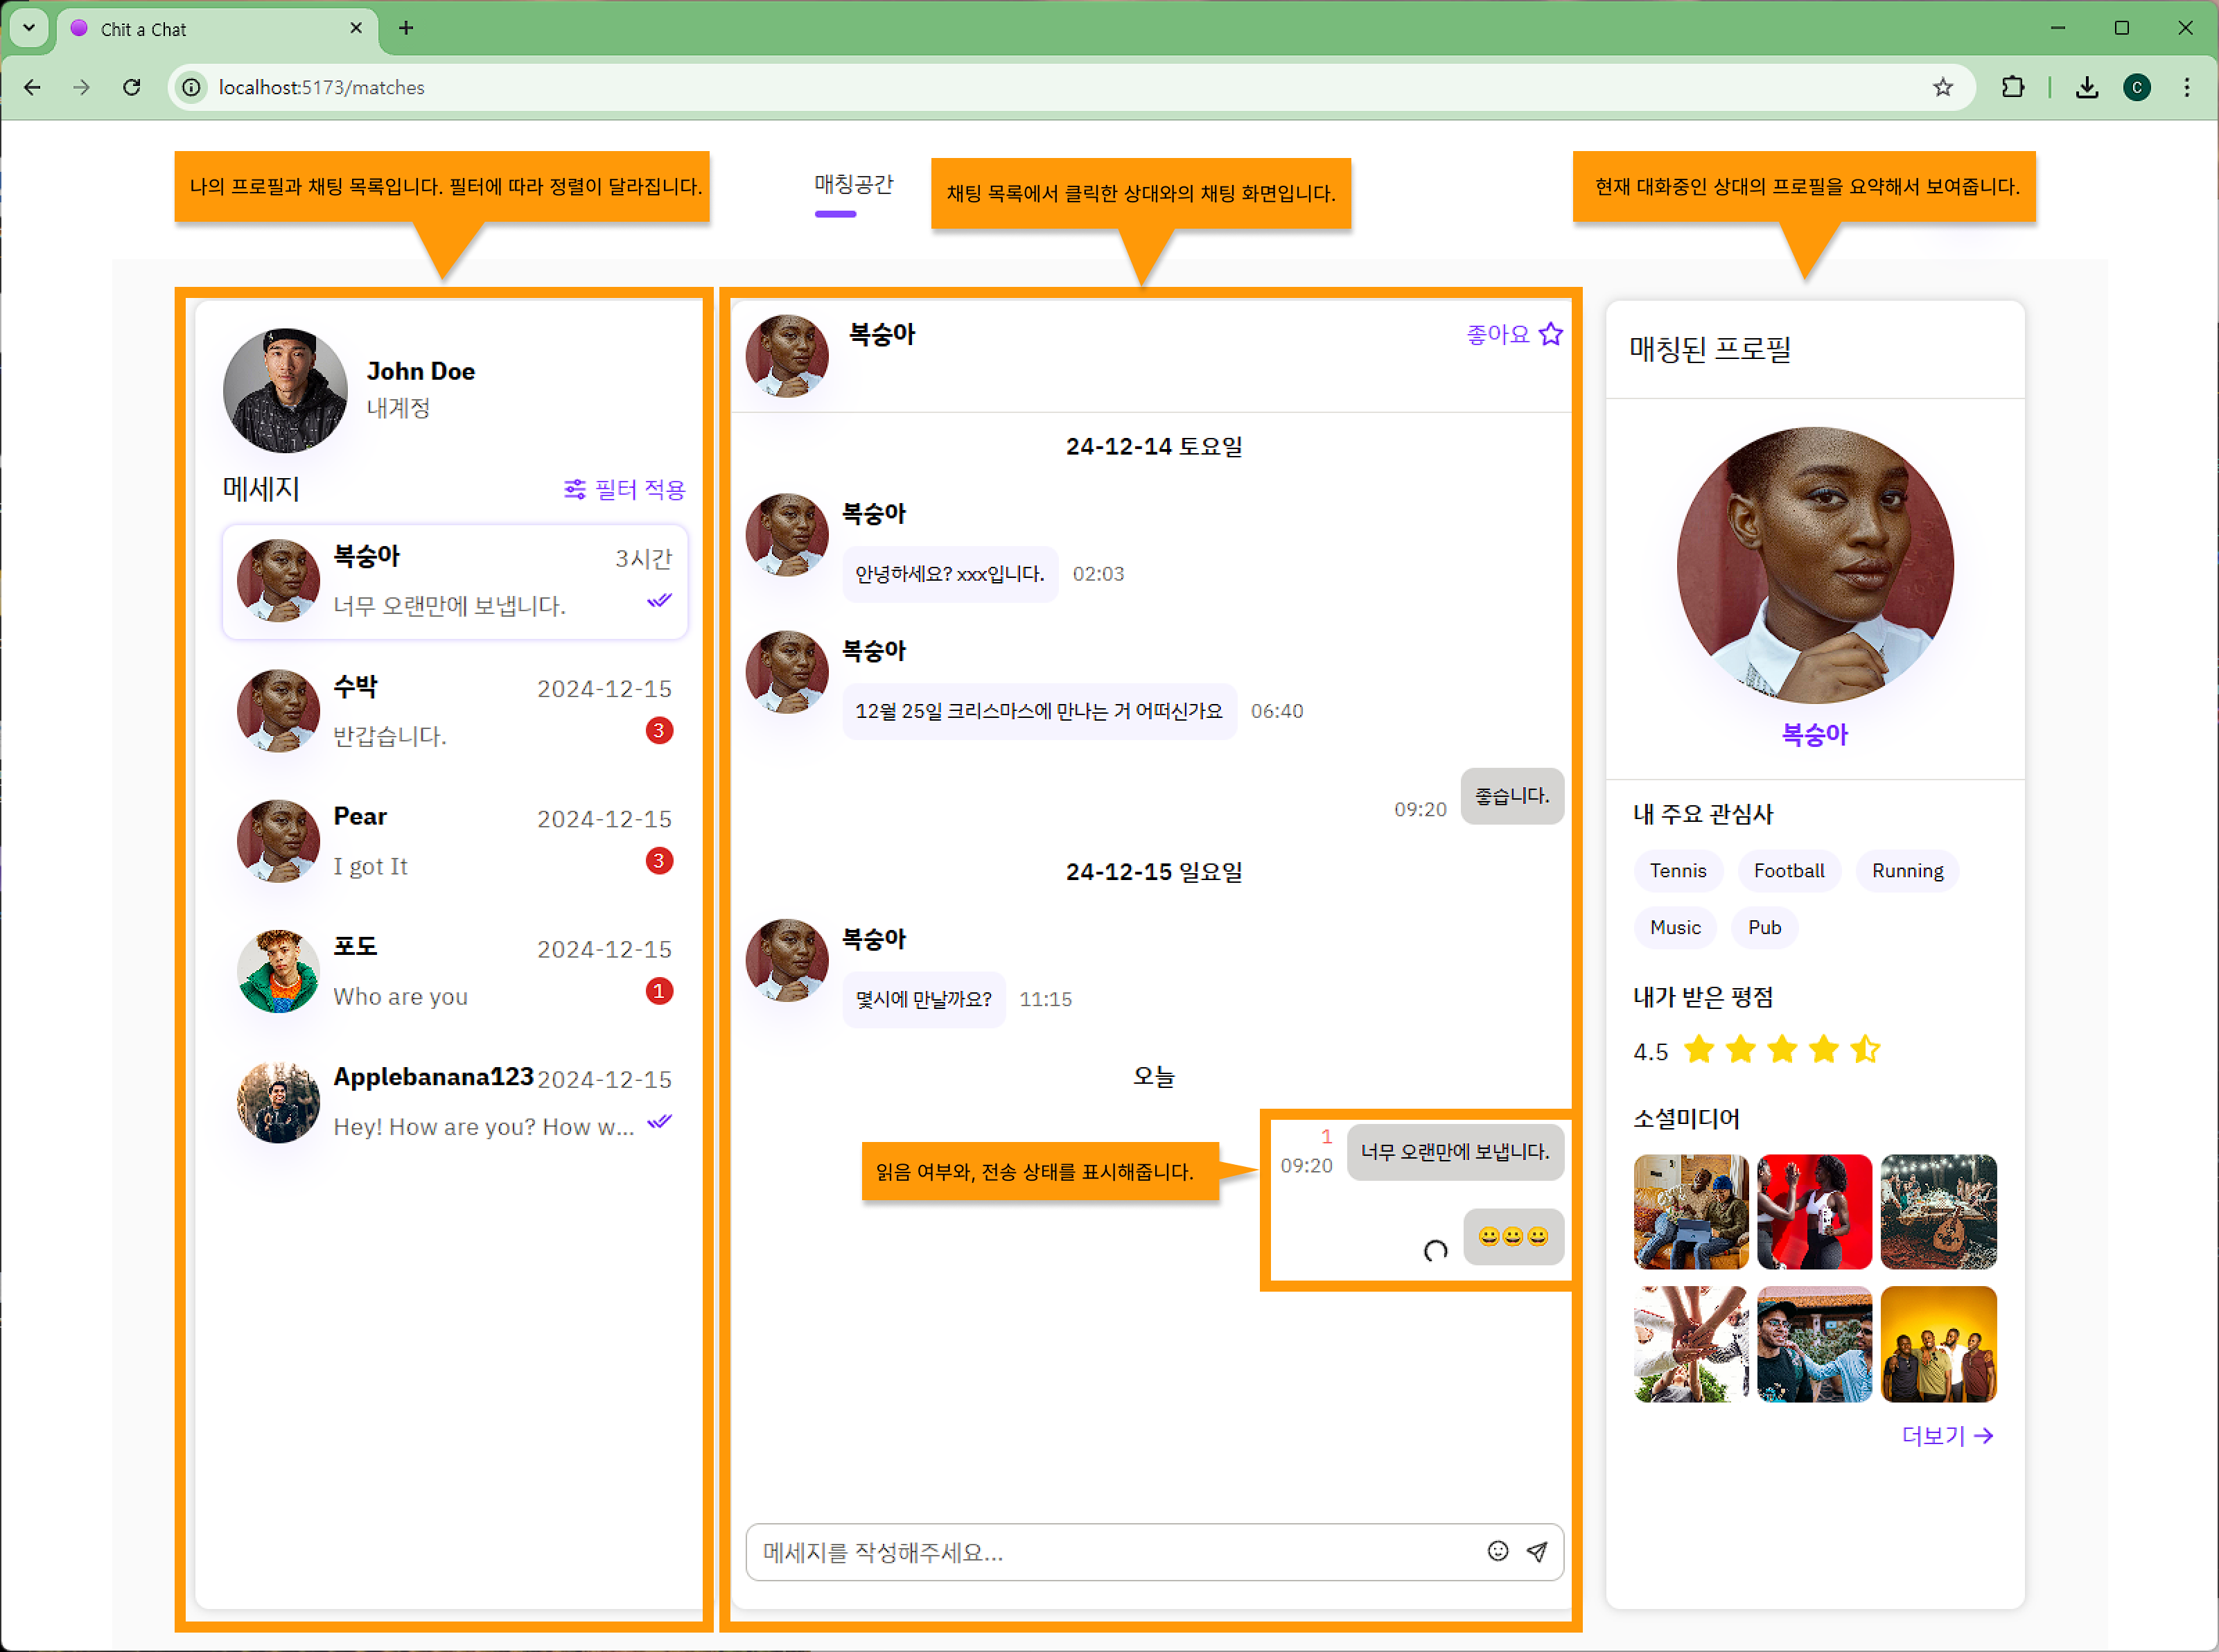 Chit a Chat
localhost:5173/matches
C
나의 프로필과 채팅 목록입니다. 필터에 따라 정렬이 달라집니다.
매칭공간
채팅 목록에서 클릭한 상대와의 채팅 화면입니다.
현재 대화중인 상대의 프로필을 요약해서 보여줍니다.
John Doe
내계정
메세지
필터 적용
복숭아
3시간
너무 오랜만에 보냅니다.
수박
2024-12-15
반갑습니다.
3
Pear
2024-12-15
I got It
3
포도
2024-12-15
Who are you
1
Applebanana123
2024-12-15
Hey! How are you? How w...
복숭아
좋아요
24-12-14 토요일
복숭아
안녕하세요? xxx입니다.
02:03
복숭아
12월 25일 크리스마스에 만나는 거 어떠신가요
06:40
09:20
좋습니다.
24-12-15 일요일
복숭아
몇시에 만날까요?
11:15
오늘
1
09:20
너무 오랜만에 보냅니다.
읽음 여부와, 전송 상태를 표시해줍니다.
😀😀😀
메세지를 작성해주세요...
매칭된 프로필
복숭아
내 주요 관심사
Tennis
Football
Running
Music
Pub
내가 받은 평점
4.5
소셜미디어
더보기